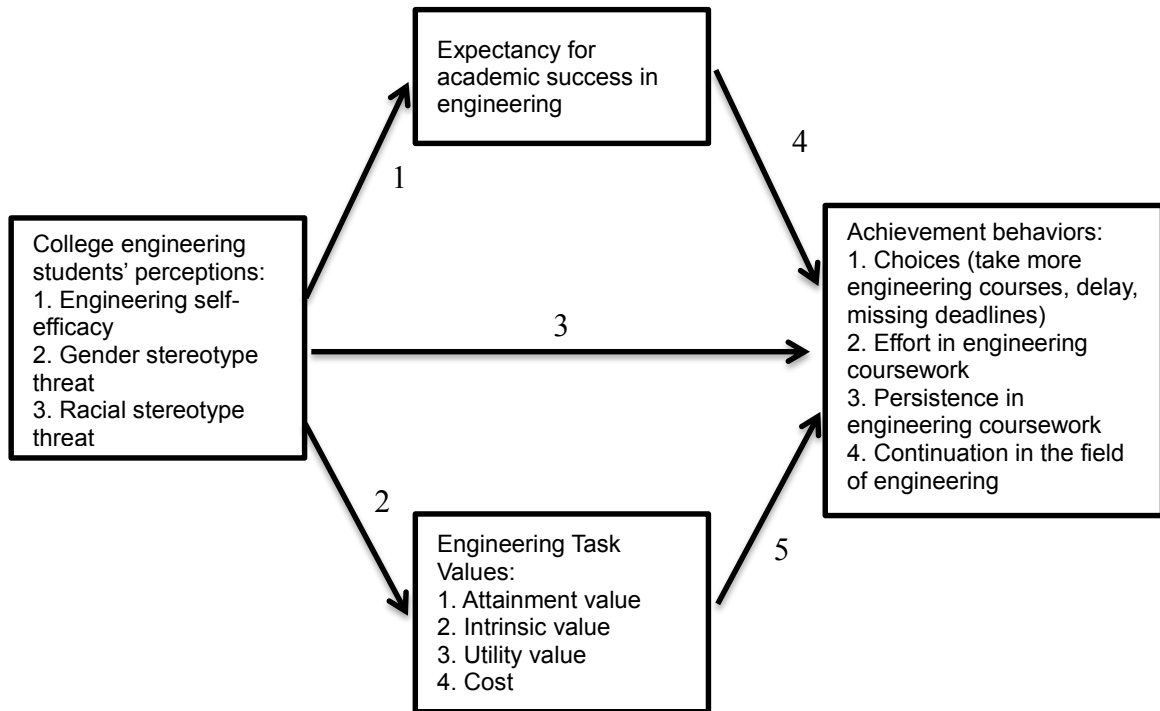 Expectancy for
academic success in
engineering
1
4
College engineering
students’ perceptions:
1. Engineering self-
efficacy
2. Gender stereotype
threat
3. Racial stereotype
threat
3
Achievement behaviors:
1. Choices (take more
engineering courses, delay,
missing deadlines)
2. Effort in engineering
coursework
3. Persistence in
engineering coursework
4. Continuation in the field
of engineering
2
5
Engineering Task
Values:
1. Attainment value
2. Intrinsic value
3. Utility value
4. Cost